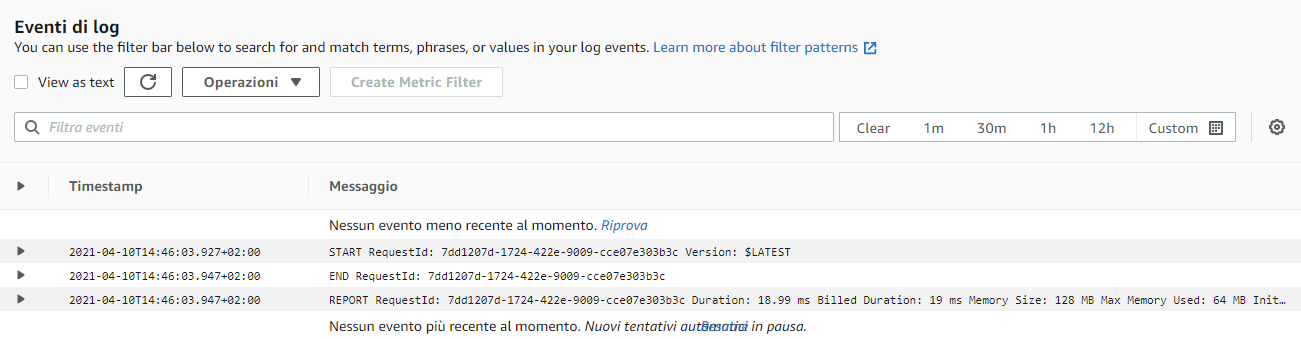 Eventi di log
You can use the filter bar below to search for and match terms, phrases, or values in your log events. Learn more about filter patterns
View as text Operazioni Create Metric Filter
Filtra eventi Clear 1m 30m 1h 12h Custom
Timestamp Messaggio
Nessun evento meno recente al momento. Riprova
2021-04-10T14:46:03.927+02:00 START RequestId: 7dd1207d-1724-422e-9009-cce07e303b3c Version: $LATEST
2021-04-10T14:46:03.947+02:00 END RequestId: 7dd1207d-1724-422e-9009-cce07e303b3c
2021-04-10T14:46:03.947+02:00 REPORT RequestId: 7dd1207d-1724-422e-9009-cce07e303b3c Duration: 18.99 ms Billed Duration: 19 ms Memory Size: 128 MB Max Memory Used: 64 MB Init…
Nessun evento più recente al momento. Nuovi tentativi in pausa.